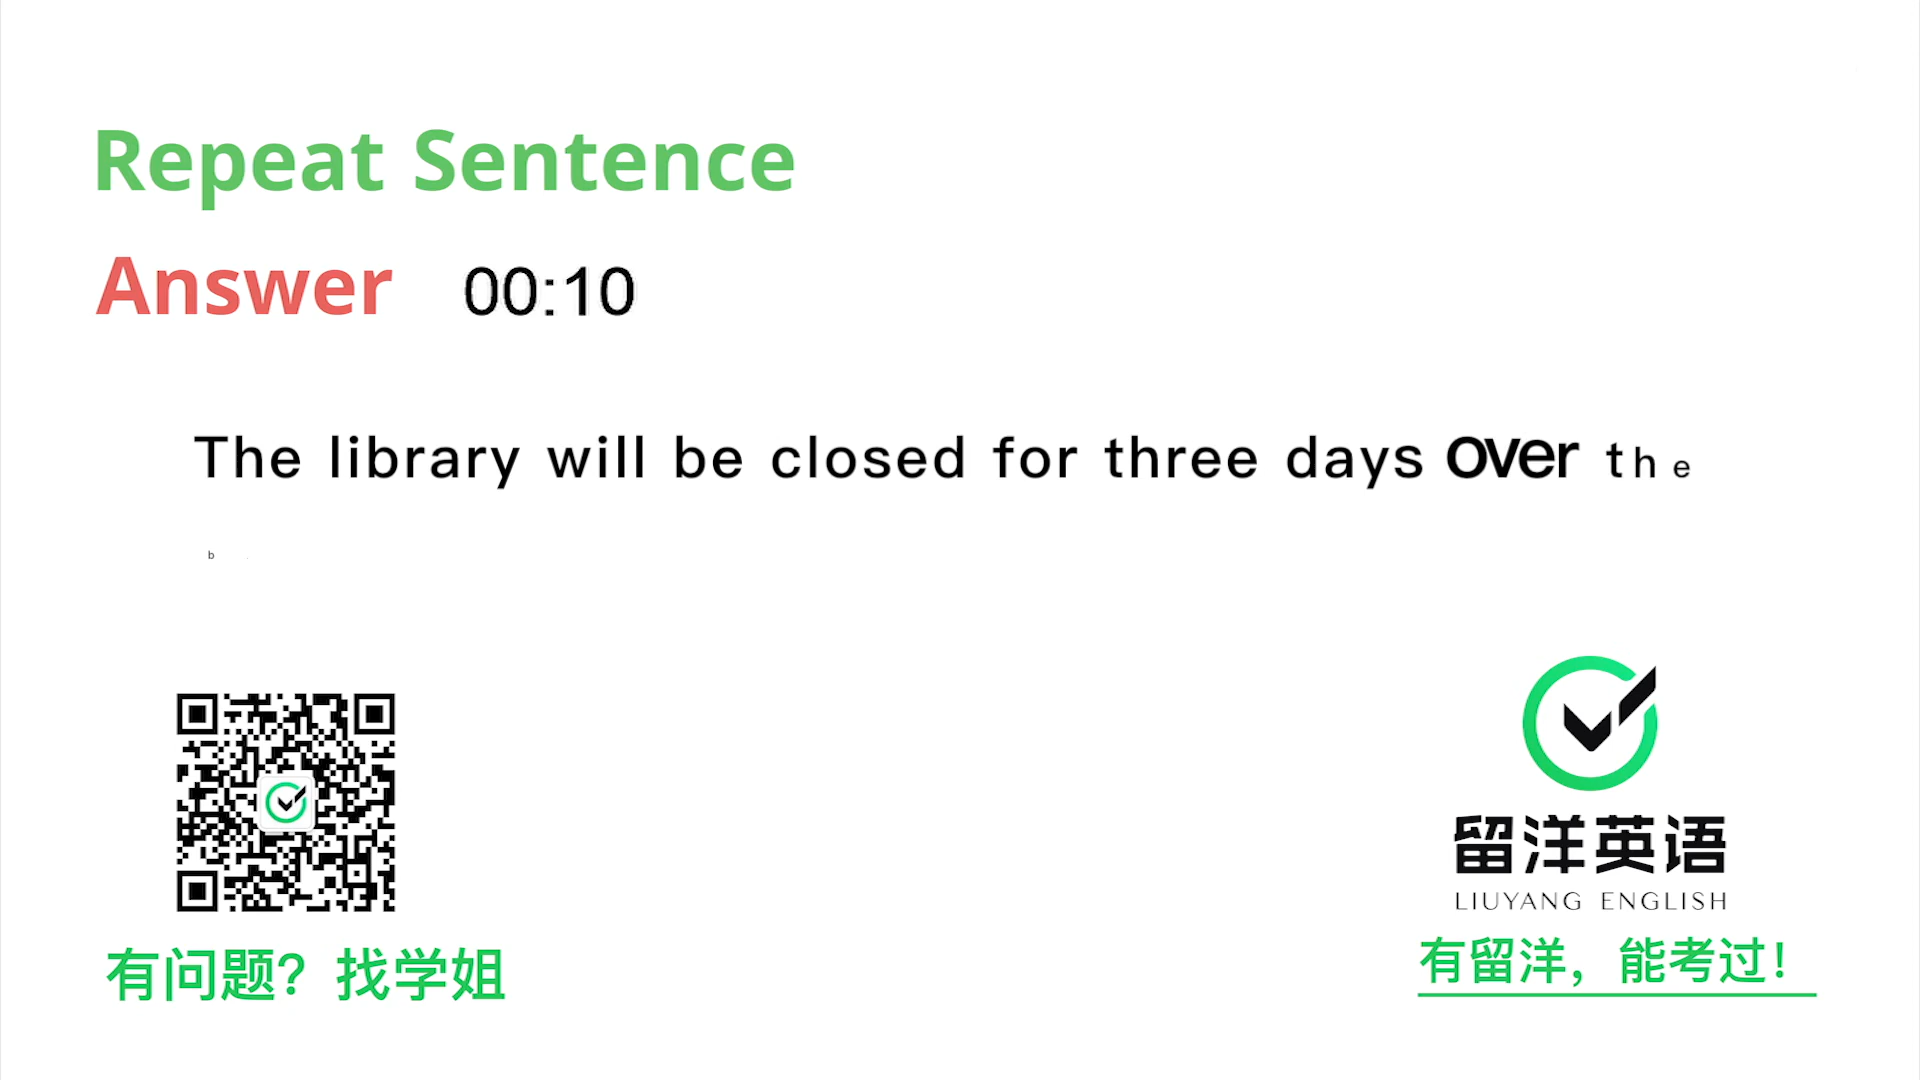 Repeat Sentence
Answer 00:10
The library will be closed for three days over the
b
留洋英语
LIUYANG ENGLISH
有问题？找学姐
有留洋，能考过！